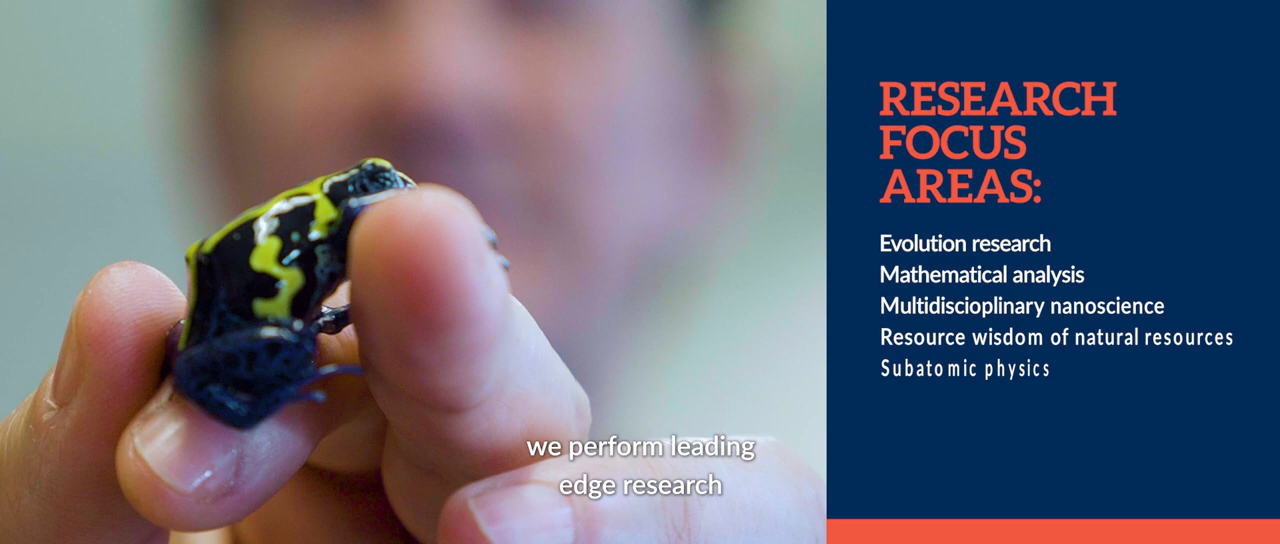 RESEARCH
FOCUS
AREAS:
Evolution research
Mathematical analysis
Multidiscioplinary nanoscience
Resource wisdom of natural resources
Subatomic physics
we perform leading
edge research